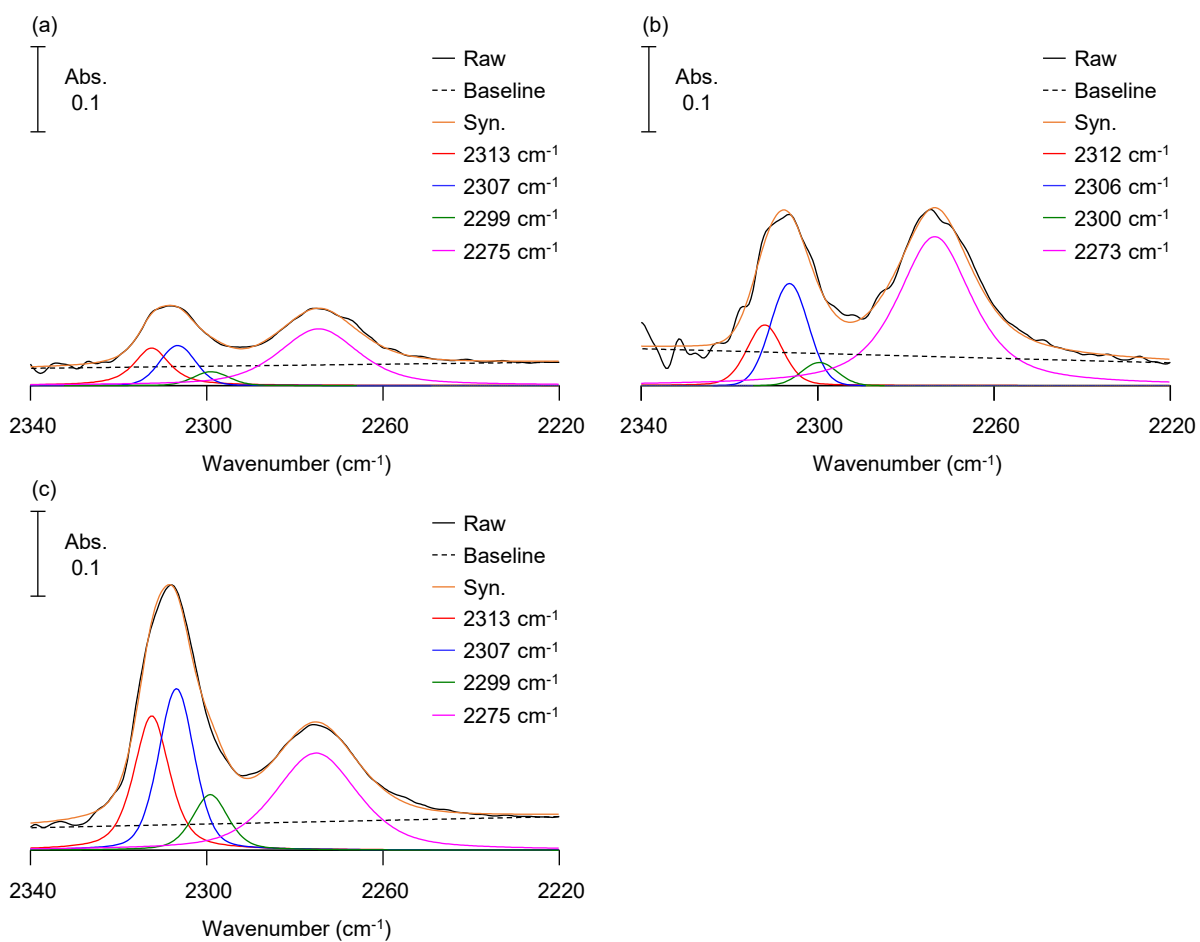 (a)
Abs.
0.1
Raw
Baseline
Syn.
2313 cm⁻¹
2307 cm⁻¹
2299 cm⁻¹
2275 cm⁻¹
2340 2300 2260 2220
Wavenumber (cm⁻¹)
(b)
Abs.
0.1
Raw
Baseline
Syn.
2312 cm⁻¹
2306 cm⁻¹
2300 cm⁻¹
2273 cm⁻¹
2340 2300 2260 2220
Wavenumber (cm⁻¹)
(c)
Abs.
0.1
Raw
Baseline
Syn.
2313 cm⁻¹
2307 cm⁻¹
2299 cm⁻¹
2275 cm⁻¹
2340 2300 2260 2220
Wavenumber (cm⁻¹)